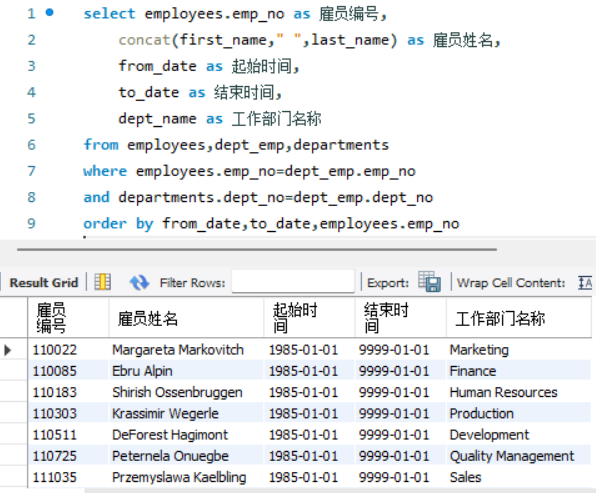 1 select employees.emp_no as 雇员编号,
2 concat(first_name," ",last_name) as 雇员姓名,
3 from_date as 起始时间,
4 to_date as 结束时间,
5 dept_name as 工作部门名称
6 from employees,dept_emp,departments
7 where employees.emp_no=dept_emp.emp_no
8 and departments.dept_no=dept_emp.dept_no
9 order by from_date,to_date,employees.emp_no
Result Grid Filter Rows: Export: Wrap Cell Content: IA
雇员编号 雇员姓名 起始时间 结束时间 工作部门名称
110022 Margareta Markovitch 1985-01-01 9999-01-01 Marketing
110085 Ebru Alpin 1985-01-01 9999-01-01 Finance
110183 Shirish Ossenbruggen 1985-01-01 9999-01-01 Human Resources
110303 Krassimir Wegerle 1985-01-01 9999-01-01 Production
110511 DeForest Hagimont 1985-01-01 9999-01-01 Development
110725 Peternela Onuegbe 1985-01-01 9999-01-01 Quality Management
111035 Przemyslawa Kaelbling 1985-01-01 9999-01-01 Sales